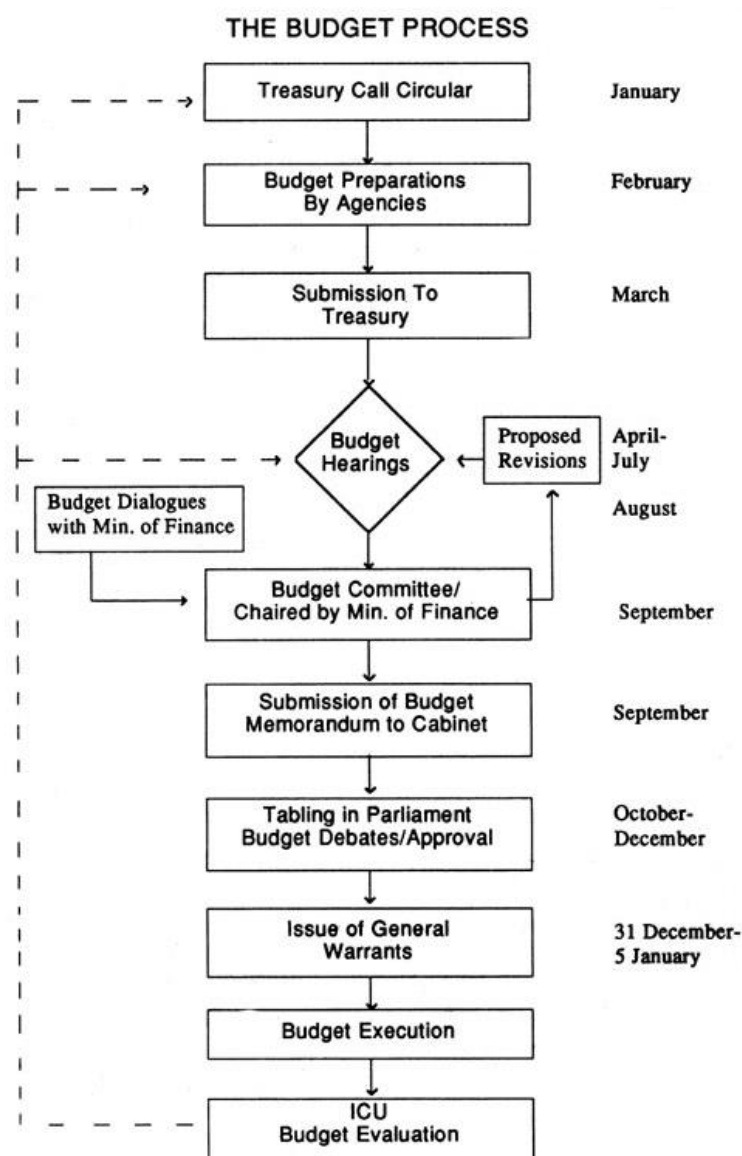 THE BUDGET PROCESS
Treasury Call Circular
January
Budget Preparations
By Agencies
February
Submission To
Treasury
March
Budget
Hearings
Proposed
Revisions
April-
July
Budget Dialogues
with Min. of Finance
August
Budget Committee/
Chaired by Min. of Finance
September
Submission of Budget
Memorandum to Cabinet
September
Tabling in Parliament
Budget Debates/Approval
October-
December
Issue of General
Warrants
31 December-
5 January
Budget Execution
ICU
Budget Evaluation